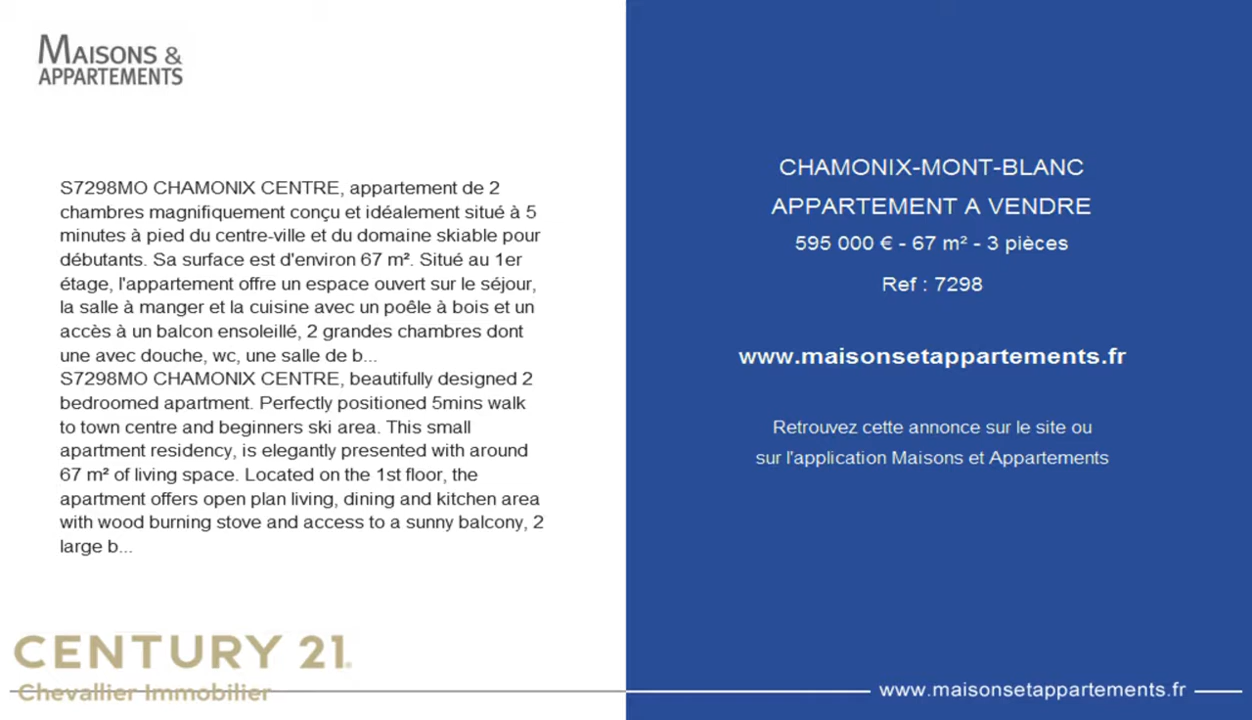 MAISONS &
APPARTEMENTS
S7298MO CHAMONIX CENTRE, appartement de 2
chambres magnifiquement conçu et idéalement situé à 5
minutes à pied du centre-ville et du domaine skiable pour
débutants. Sa surface est d'environ 67 m². Situé au 1er
étage, l'appartement offre un espace ouvert sur le séjour,
la salle à manger et la cuisine avec un poêle à bois et un
accès à un balcon ensoleillé, 2 grandes chambres dont
une avec douche, wc, une salle de b...
S7298MO CHAMONIX CENTRE, beautifully designed 2
bedroomed apartment. Perfectly positioned 5mins walk
to town centre and beginners ski area. This small
apartment residency, is elegantly presented with around
67 m² of living space. Located on the 1st floor, the
apartment offers open plan living, dining and kitchen area
with wood burning stove and access to a sunny balcony, 2
large b...
CENTURY 21.
Chevallier Immobilier
CHAMONIX-MONT-BLANC
APPARTEMENT A VENDRE
595 000 € - 67 m² - 3 pièces
Ref : 7298
www.maisonsetappartements.fr
Retrouvez cette annonce sur le site ou
sur l'application Maisons et Appartements
www.maisonsetappartements.fr